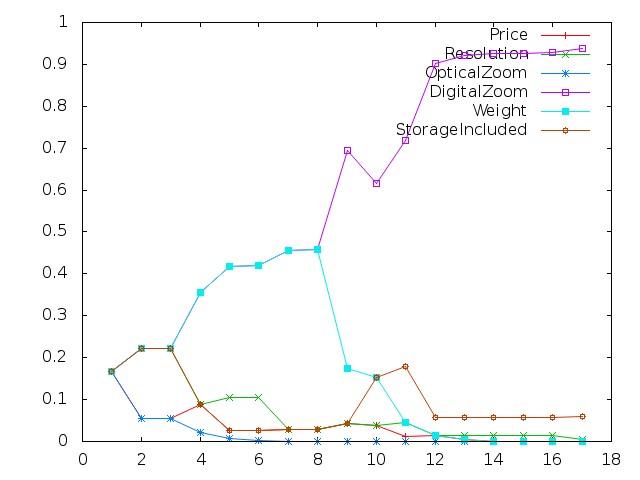 1
0.9
0.8
0.7
0.6
0.5
0.4
0.3
0.2
0.1
0
0 2 4 6 8 10 12 14 16 18
Price
Resolution
OpticalZoom
DigitalZoom
Weight
StorageIncluded